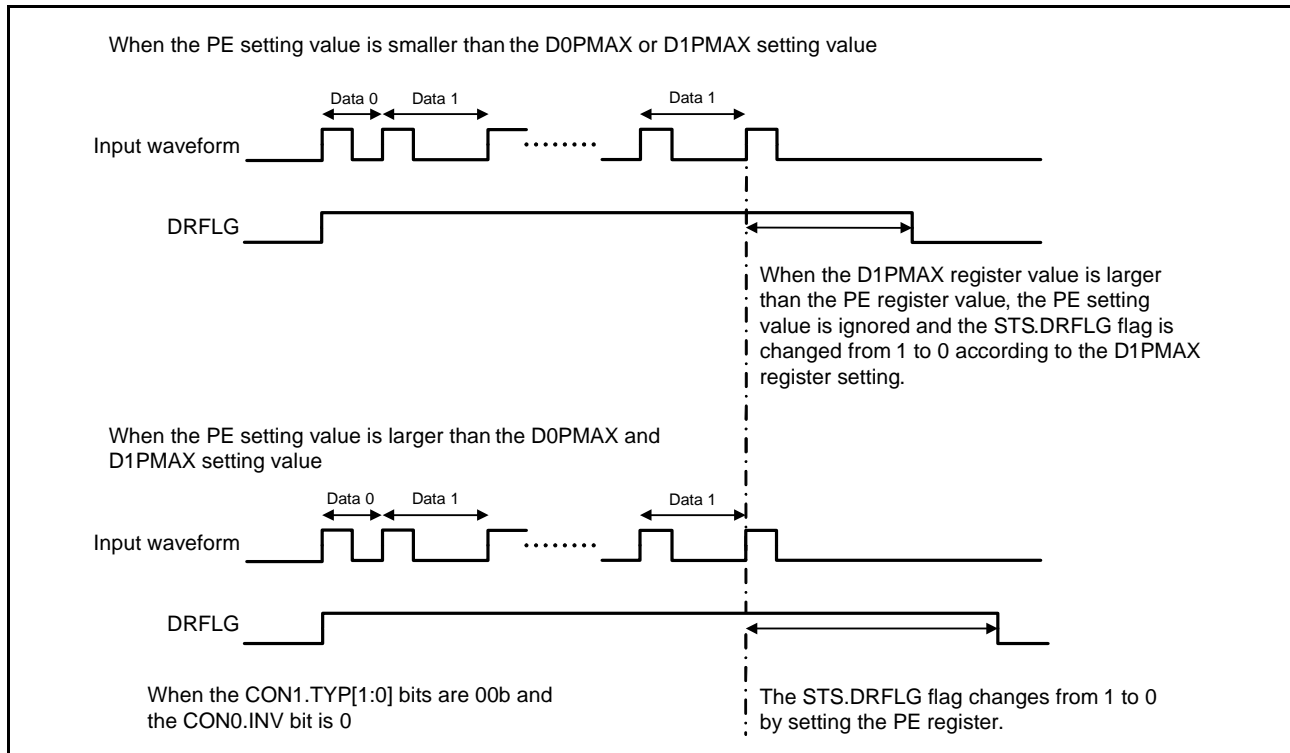 When the PE setting value is smaller than the D0PMAX or D1PMAX setting value
Data 0 Data 1 Data 1
Input waveform
DRFLG
When the D1PMAX register value is larger
than the PE register value, the PE setting
value is ignored and the STS.DRFLG flag is
changed from 1 to 0 according to the D1PMAX
register setting.
When the PE setting value is larger than the D0PMAX and
D1PMAX setting value
Data 0 Data 1 Data 1
Input waveform
DRFLG
When the CON1.TYP[1:0] bits are 00b and
the CON0.INV bit is 0
The STS.DRFLG flag changes from 1 to 0
by setting the PE register.